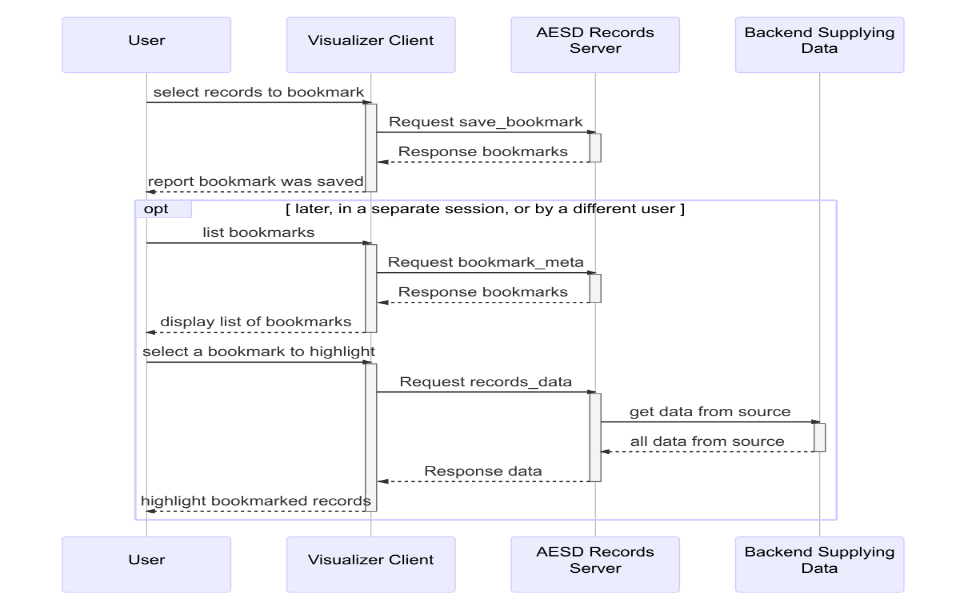 User
Visualizer Client
AESD Records
Server
Backend Supplying
Data
select records to bookmark
Request save_bookmark
Response bookmarks
report bookmark was saved
opt
[ later, in a separate session, or by a different user ]
list bookmarks
Request bookmark_meta
Response bookmarks
display list of bookmarks
select a bookmark to highlight
Request records_data
get data from source
all data from source
Response data
highlight bookmarked records
User
Visualizer Client
AESD Records
Server
Backend Supplying
Data